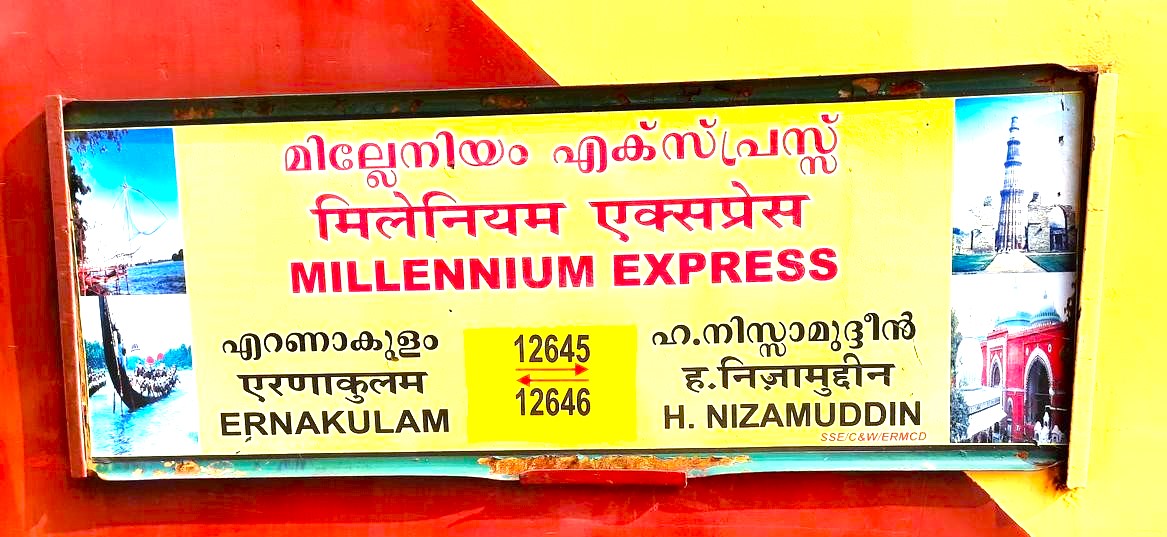 മില്ലേനിയം എക്സ്പ്രസ്സ്
मिलेनियम एक्सप्रेस
MILLENNIUM EXPRESS
എറണാകുളം
एरणाकुलम
ERNAKULAM
12645
12646
ഹ.നിസ്സാമുദ്ദീൻ
ह.निज़ामुद्दीन
H. NIZAMUDDIN
SSE/C&W/ERMCD